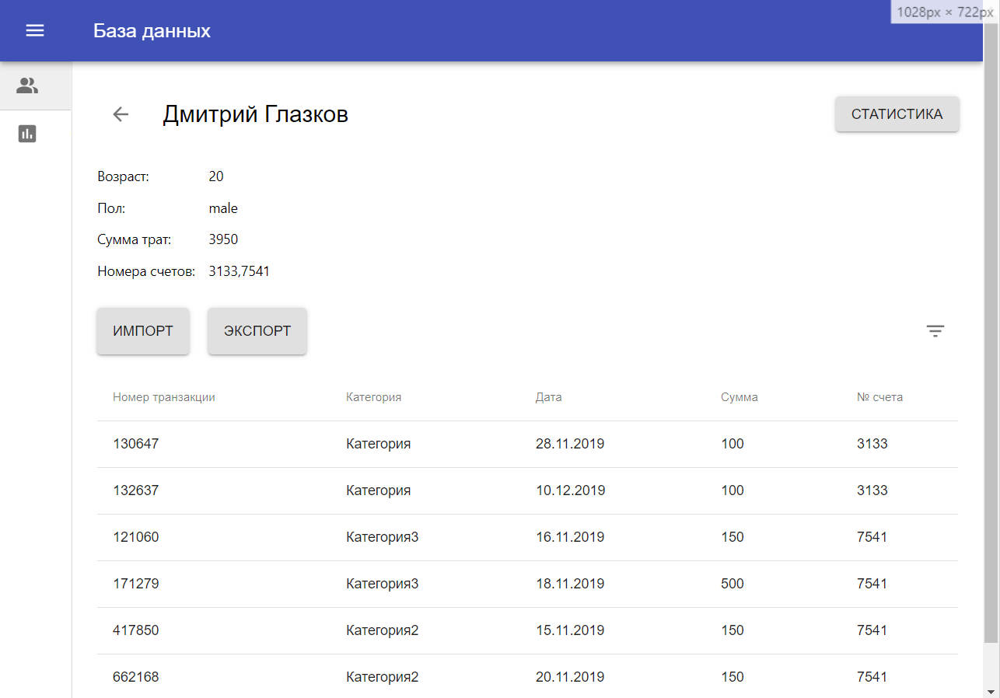 1028px × 722px
База данных
Дмитрий Глазков
СТАТИСТИКА
Возраст: 20
Пол: male
Сумма трат: 3950
Номера счетов: 3133,7541
ИМПОРТ ЭКСПОРТ
Номер транзакции Категория Дата Сумма № счета
130647 Категория 28.11.2019 100 3133
132637 Категория 10.12.2019 100 3133
121060 Категория3 16.11.2019 150 7541
171279 Категория3 18.11.2019 500 7541
417850 Категория2 15.11.2019 150 7541
662168 Категория2 20.11.2019 150 7541